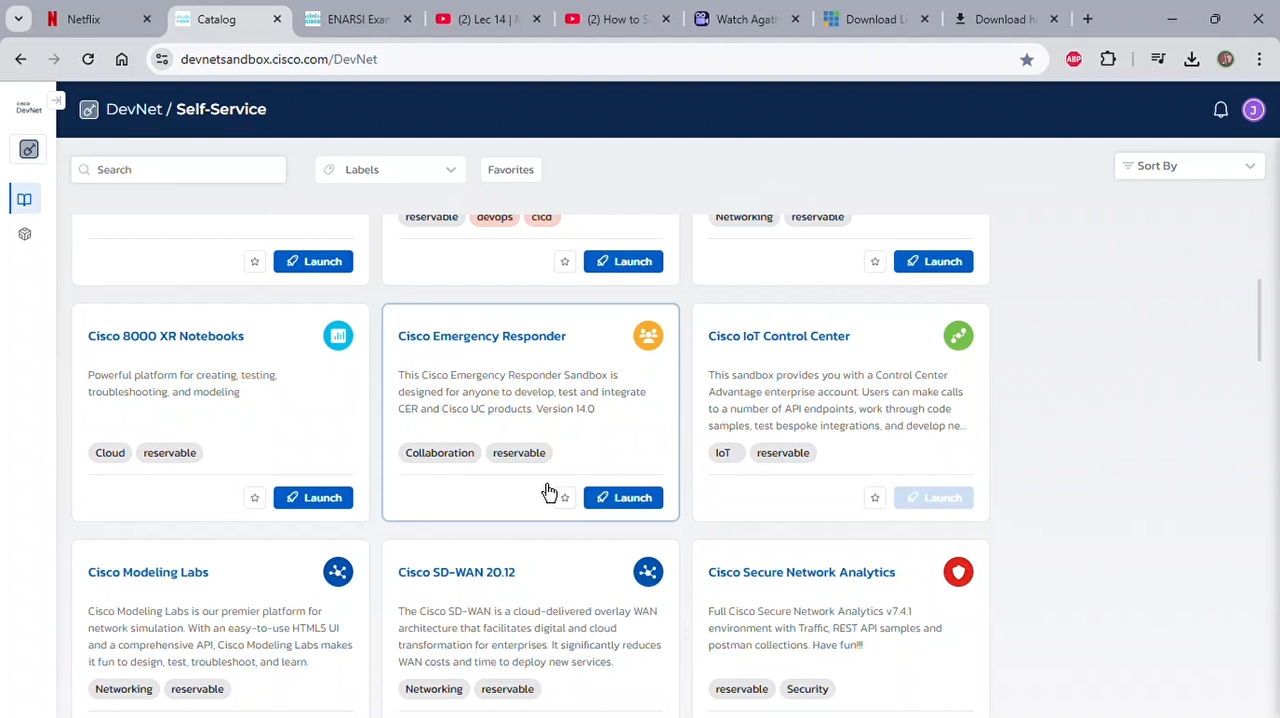 Netflix
Catalog
ENARSI Exan
(2) Lec 14 | M
(2) How to S
Watch Agath
Download Li
Download h
devnetsandbox.cisco.com/DevNet
ABP
CISCO
DevNet
DevNet / Self-Service
J
Search
Labels
Favorites
Sort By
reservable devops cicd
Networking reservable
Launch
Launch
Launch
Cisco 8000 XR Notebooks
Powerful platform for creating, testing,
troubleshooting, and modeling
Cloud reservable
Launch
Cisco Emergency Responder
This Cisco Emergency Responder Sandbox is
designed for anyone to develop, test and integrate
CER and Cisco UC products. Version 14.0
Collaboration reservable
Launch
Cisco IoT Control Center
This sandbox provides you with a Control Center
Advantage enterprise account. Users can make calls
to a number of API endpoints, work through code
samples, test bespoke integrations, and develop ne...
IoT reservable
Launch
Cisco Modeling Labs
Cisco Modeling Labs is our premier platform for
network simulation. With an easy-to-use HTML5 UI
and a comprehensive API, Cisco Modeling Labs makes
it fun to design, test, troubleshoot, and learn.
Networking reservable
Cisco SD-WAN 20.12
The Cisco SD-WAN is a cloud-delivered overlay WAN
architecture that facilitates digital and cloud
transformation for enterprises. It significantly reduces
WAN costs and time to deploy new services.
Networking reservable
Cisco Secure Network Analytics
Full Cisco Secure Network Analytics v7.4.1
environment with Traffic, REST API samples and
postman collections. Have fun!!!
reservable Security